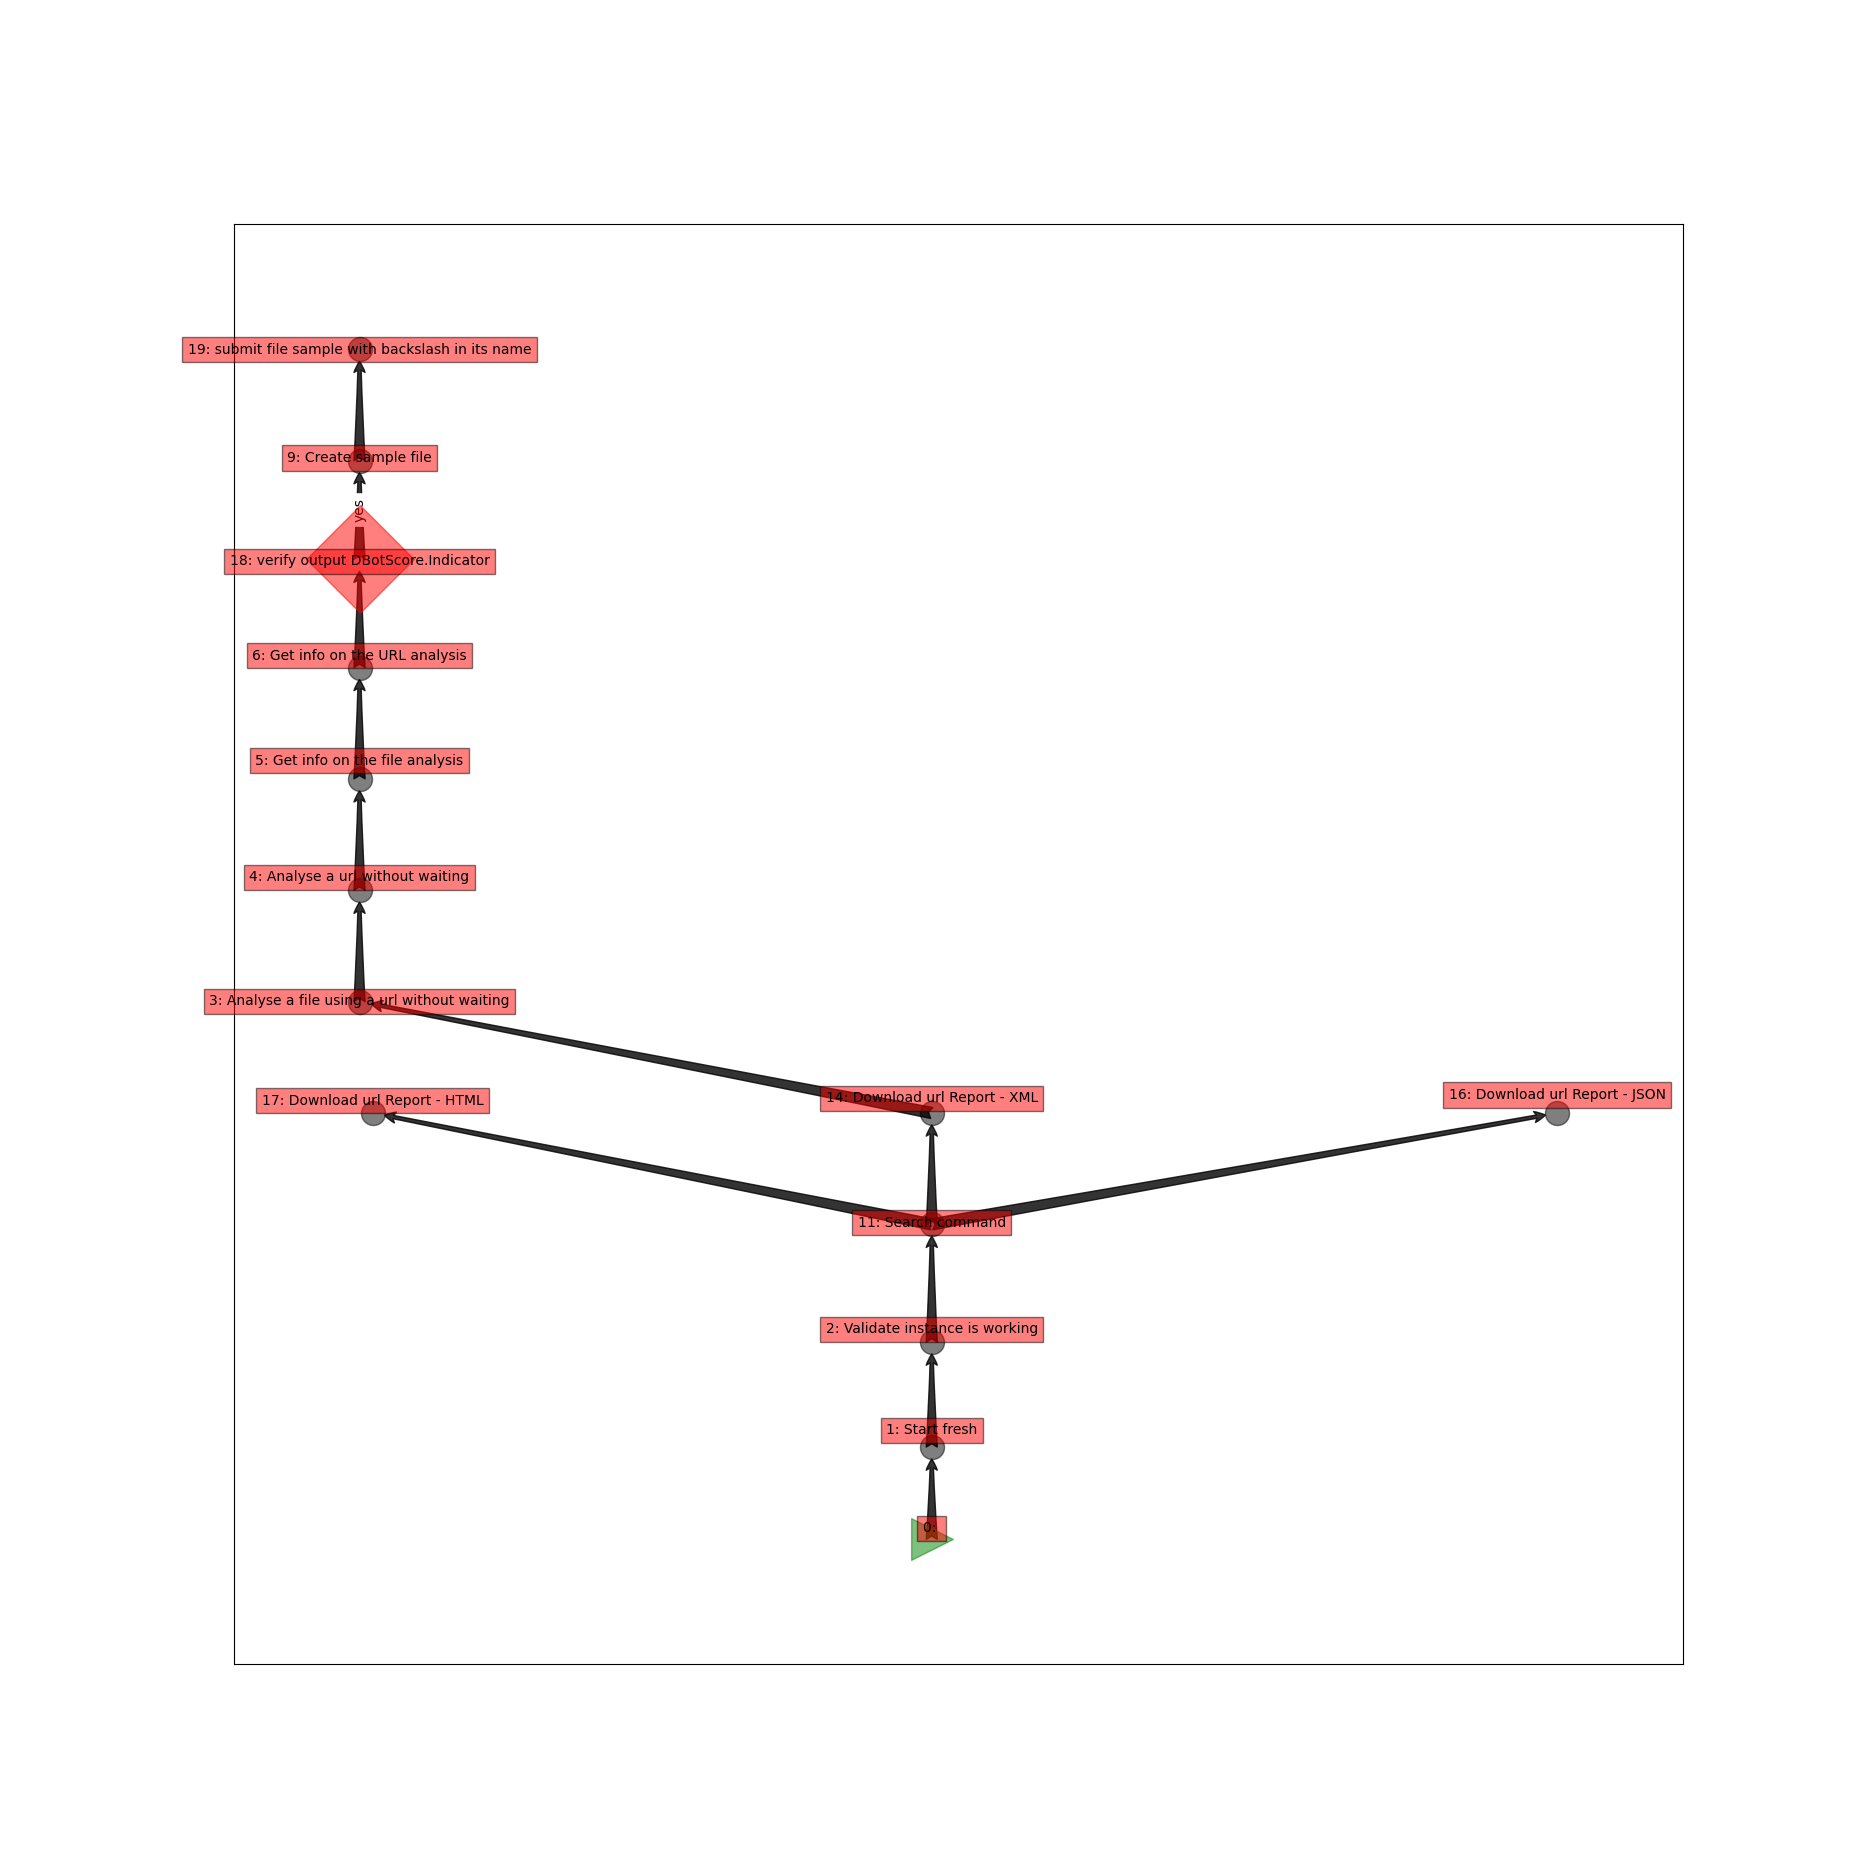 19: submit file sample with backslash in its name
9: Create sample file
yes
18: verify output DBotScore.Indicator
6: Get info on the URL analysis
5: Get info on the file analysis
4: Analyse a url without waiting
3: Analyse a file using a url without waiting
17: Download url Report - HTML
14: Download url Report - XML
16: Download url Report - JSON
11: Search command
2: Validate instance is working
1: Start fresh
0: